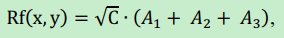 Rf(x, y) = √C · (A₁ + A₂ + A₃),